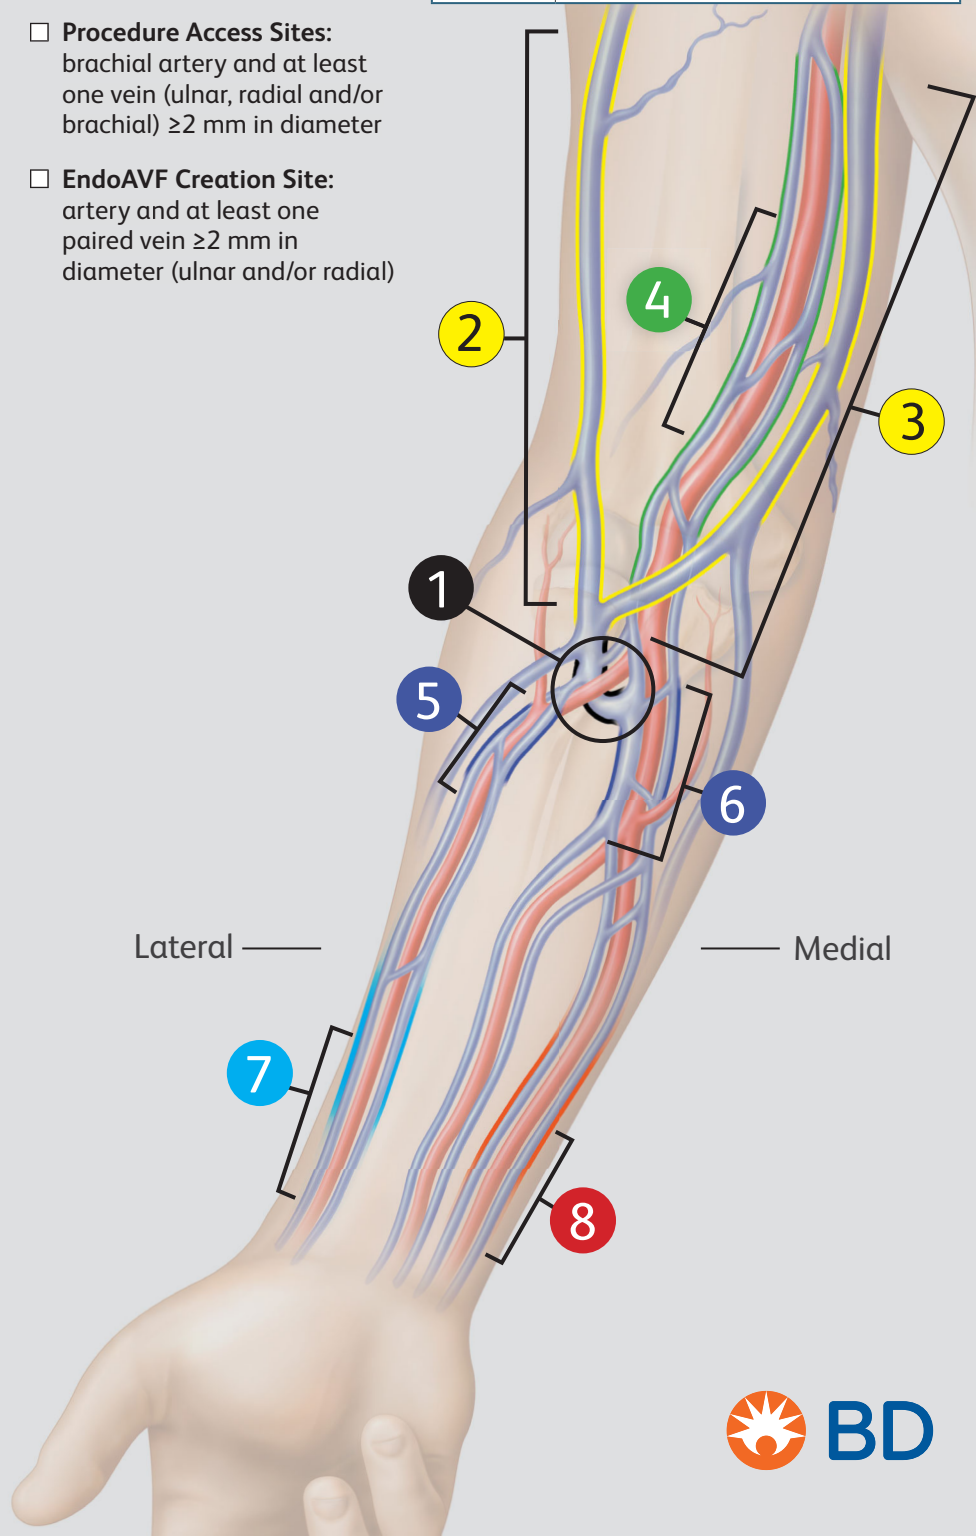 Procedure Access Sites:
brachial artery and at least
one vein (ulnar, radial and/or
brachial) ≥2 mm in diameter
EndoAVF Creation Site:
artery and at least one
paired vein ≥2 mm in
diameter (ulnar and/or radial)
4
2
3
1
5
6
Lateral
Medial
7
8
BD